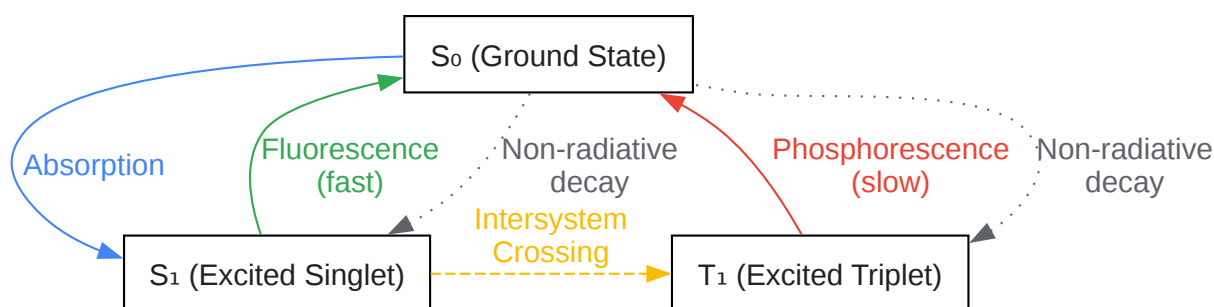 S₀ (Ground State)
Absorption
Fluorescence
(fast)
Non-radiative
decay
Phosphorescence
(slow)
Non-radiative
decay
Intersystem
Crossing
S₁ (Excited Singlet)
T₁ (Excited Triplet)